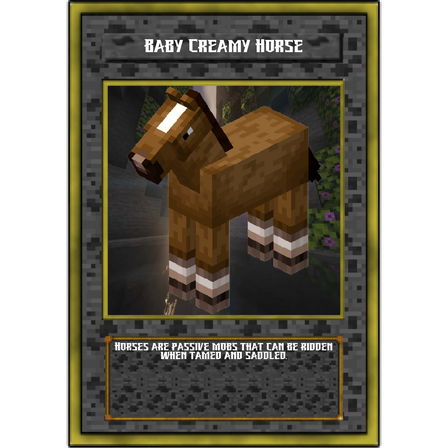 Baby Creamy Horse
Horses are passive mobs that can be ridden
when tamed and saddled.